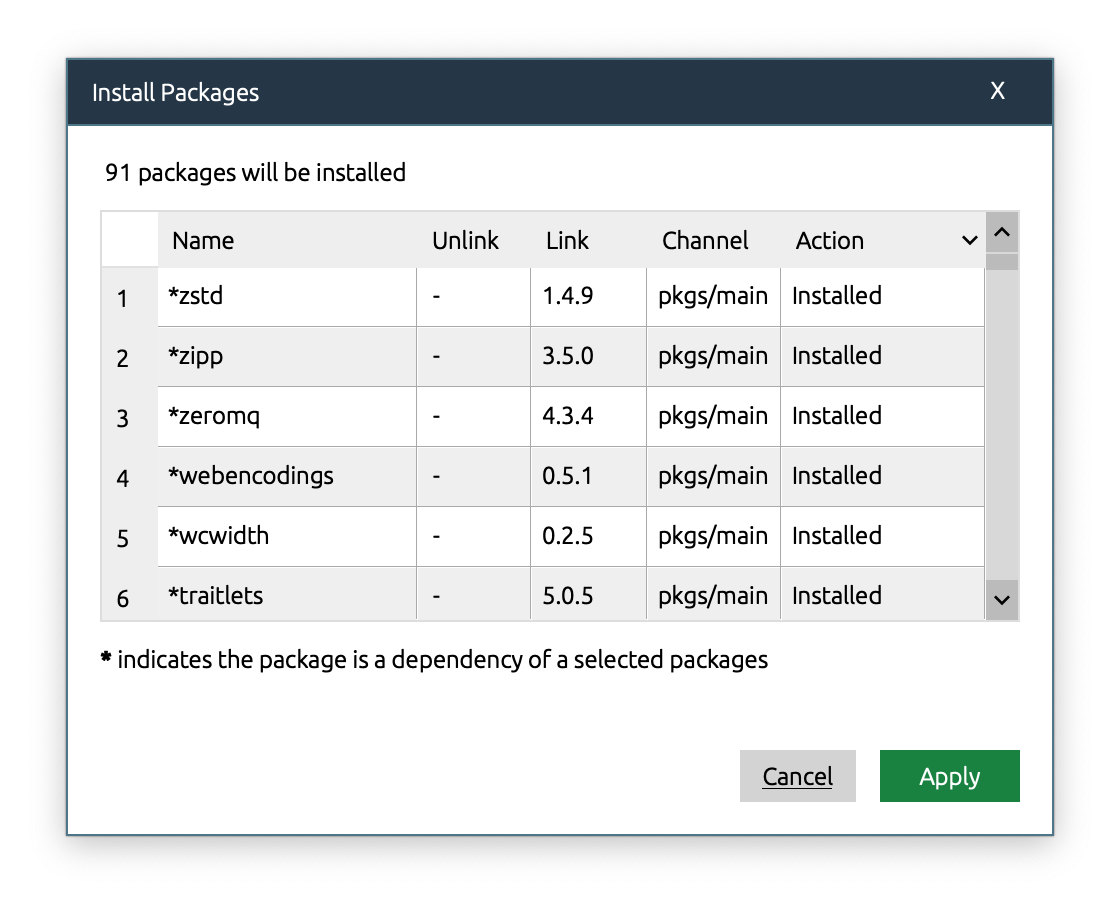 Install Packages X
91 packages will be installed
Name Unlink Link Channel Action
1 *zstd - 1.4.9 pkgs/main Installed
2 *zipp - 3.5.0 pkgs/main Installed
3 *zeromq - 4.3.4 pkgs/main Installed
4 *webencodings - 0.5.1 pkgs/main Installed
5 *wcwidth - 0.2.5 pkgs/main Installed
6 *traitlets - 5.0.5 pkgs/main Installed
* indicates the package is a dependency of a selected packages
Cancel Apply